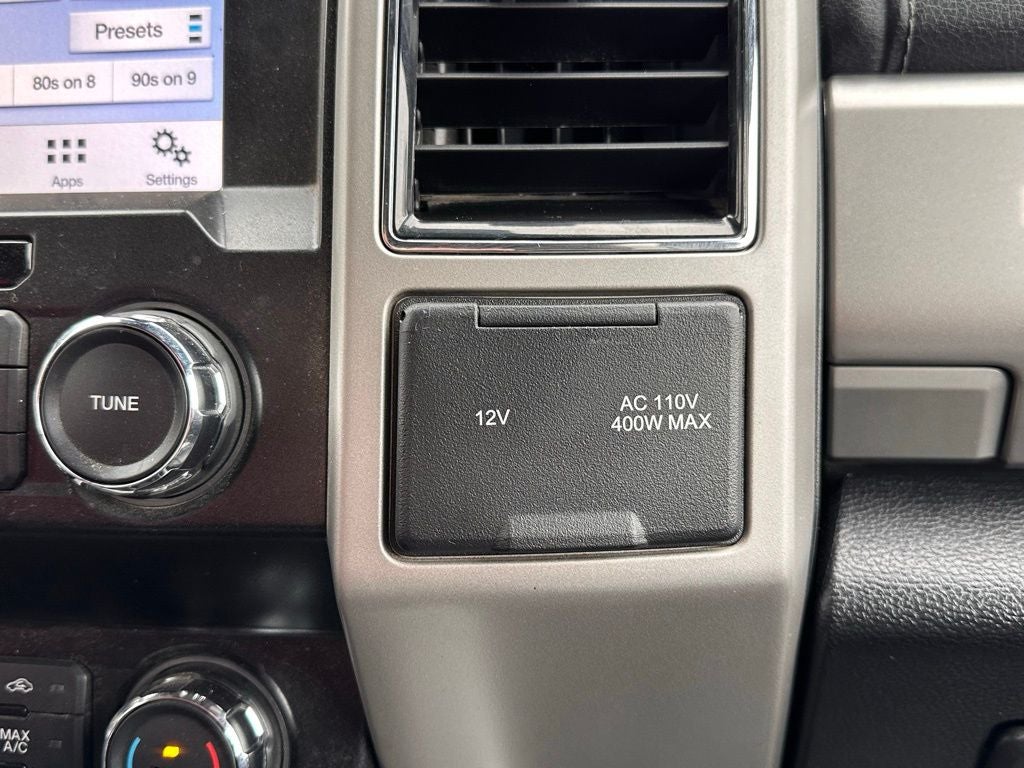 Presets
80s on 8
90s on 9
Apps
Settings
TUNE
12V
AC 110V
400W MAX
MAX
A/C